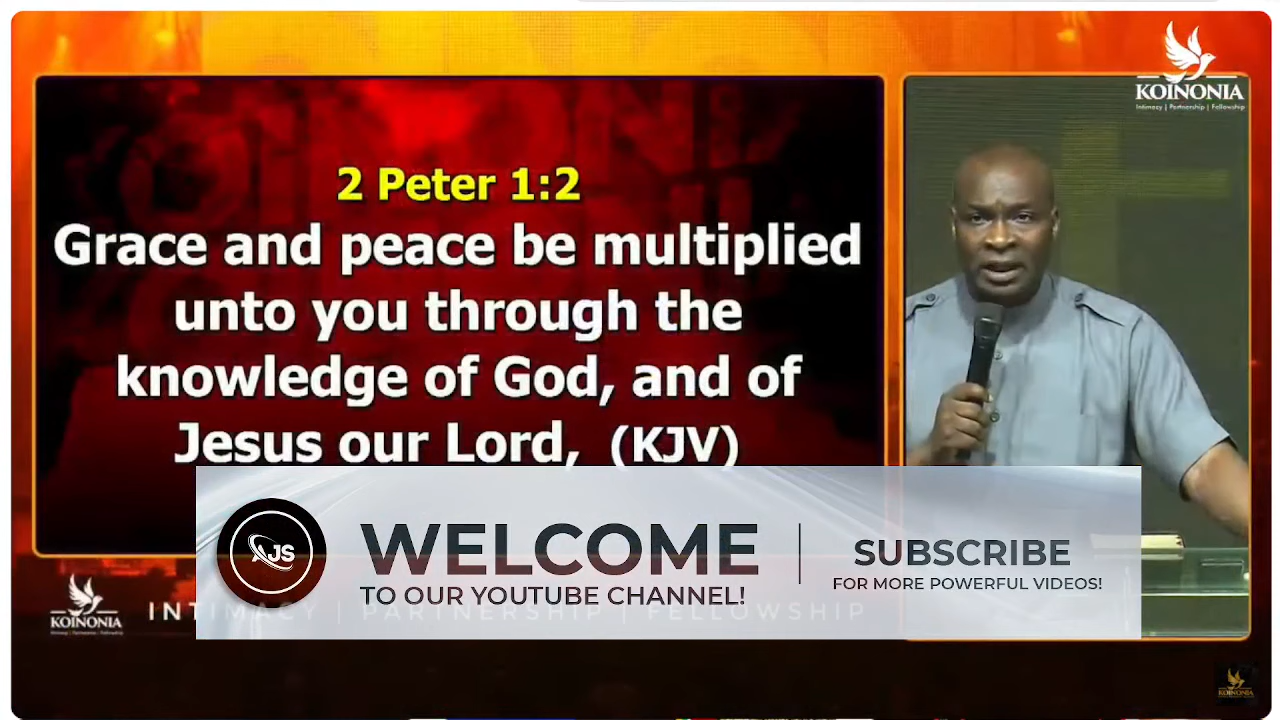 KOINONIA
Intimacy | Partnership | Fellowship
2 Peter 1:2
Grace and peace be multiplied
unto you through the
knowledge of God, and of
Jesus our Lord, (KJV)
AJS
WELCOME
TO OUR YOUTUBE CHANNEL!
SUBSCRIBE
FOR MORE POWERFUL VIDEOS!
KOINONIA
INTIMACY | PARTNERSHIP | FELLOWSHIP
KOINONIA